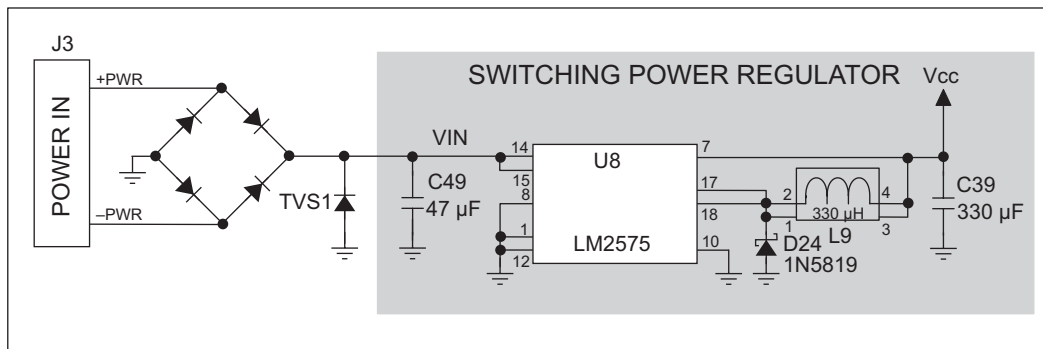 J3
POWER IN
+PWR
–PWR
TVS1
SWITCHING POWER REGULATOR
Vcc
VIN
C49
47 µF
14
15
8
1
12
U8
LM2575
7
17
18
10
2
4
330 µH
1
3
L9
D24
1N5819
C39
330 µF